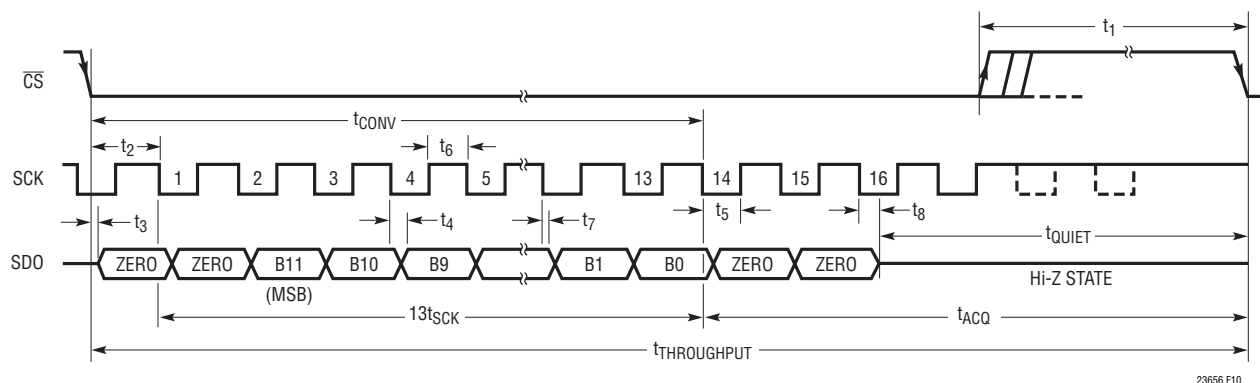 t1
CS
tCONV
t2
t6
SCK
1 2 3 4 5 13 14 15 16
t3
t4
t7
t5
t8
tQUIET
SDO
ZERO ZERO B11 B10 B9 B1 B0 ZERO ZERO
(MSB)
Hi-Z STATE
13tSCK
tACQ
tTHROUGHPUT
23656 F10